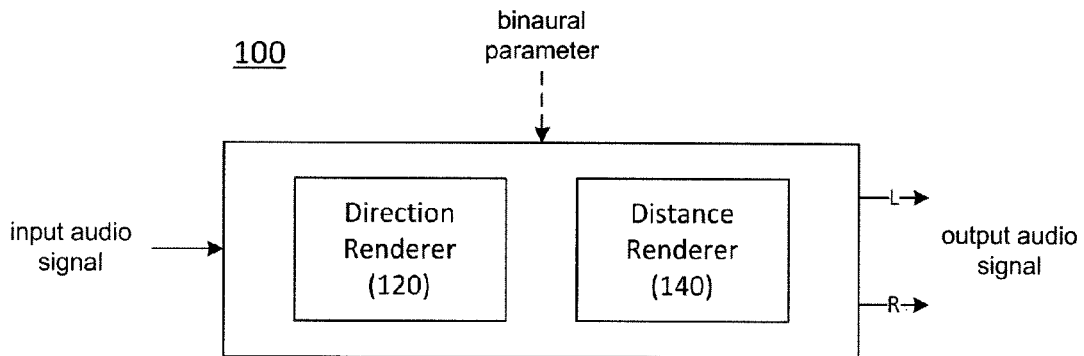 binaural
parameter
100
Direction
Renderer
(120)
Distance
Renderer
(140)
input audio
signal
L
R
output audio
signal